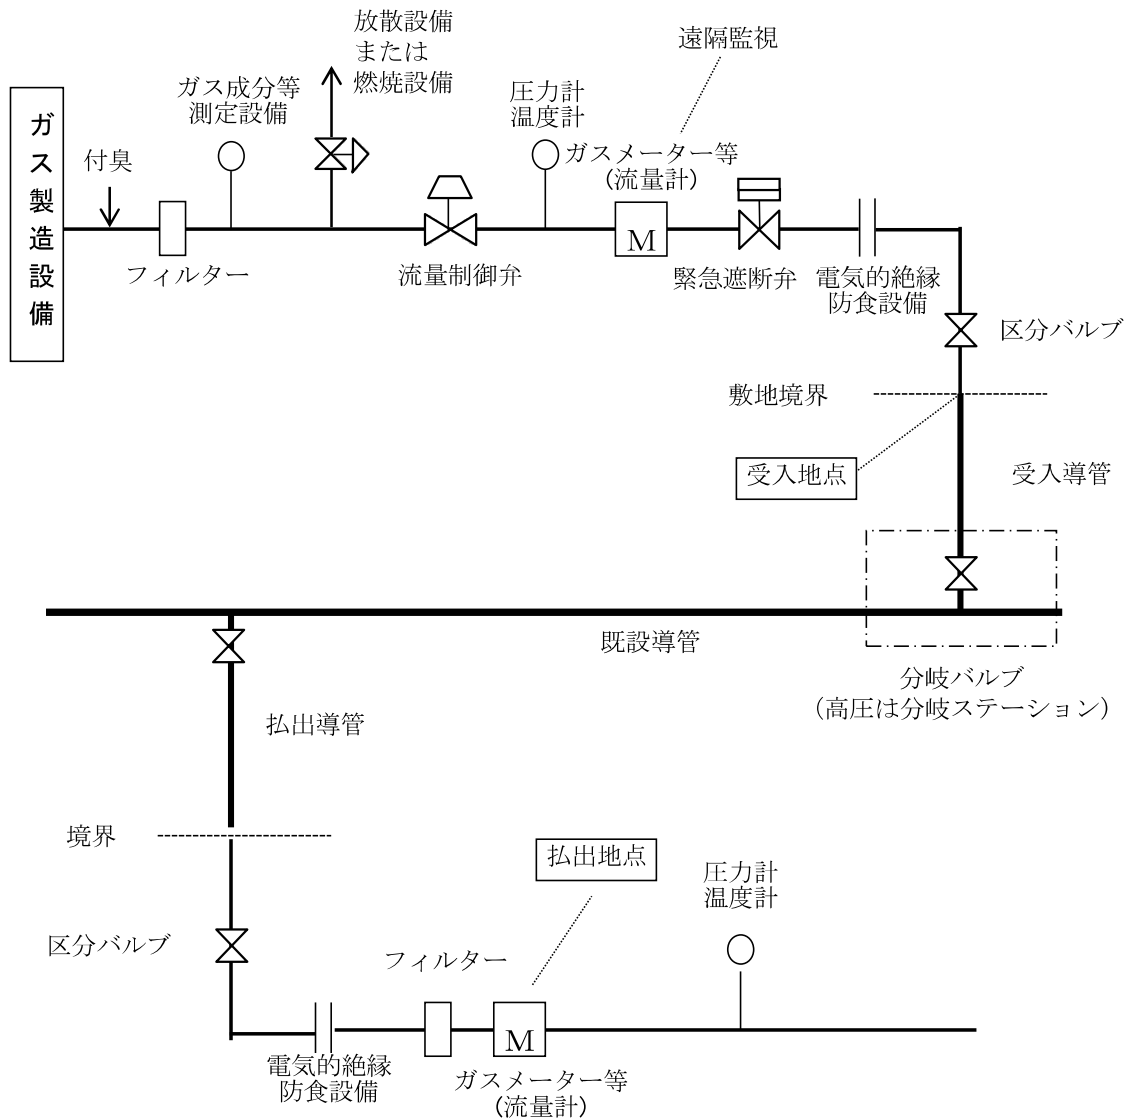 放散設備
または
燃焼設備
遠隔監視
ガス成分等
測定設備
圧力計
温度計
ガス製造設備
付臭
ガスメーター等
(流量計)
M
フィルター
流量制御弁
緊急遮断弁
電気的絶縁
防食設備
区分バルブ
敷地境界
受入地点
受入導管
既設導管
分岐バルブ
（高圧は分岐ステーション）
払出導管
境界
払出地点
圧力計
温度計
区分バルブ
フィルター
M
電気的絶縁
防食設備
ガスメーター等
(流量計)